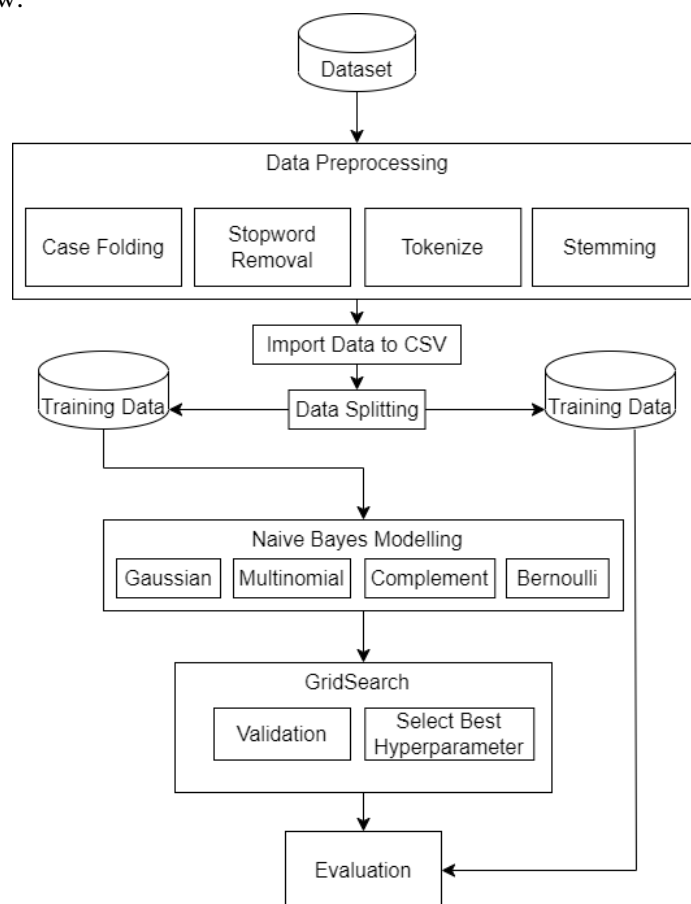 w.
Dataset
Data Preprocessing
Case Folding
Stopword
Removal
Tokenize
Stemming
Import Data to CSV
Training Data
Data Splitting
Training Data
Naive Bayes Modelling
Gaussian
Multinomial
Complement
Bernoulli
GridSearch
Validation
Select Best
Hyperparameter
Evaluation